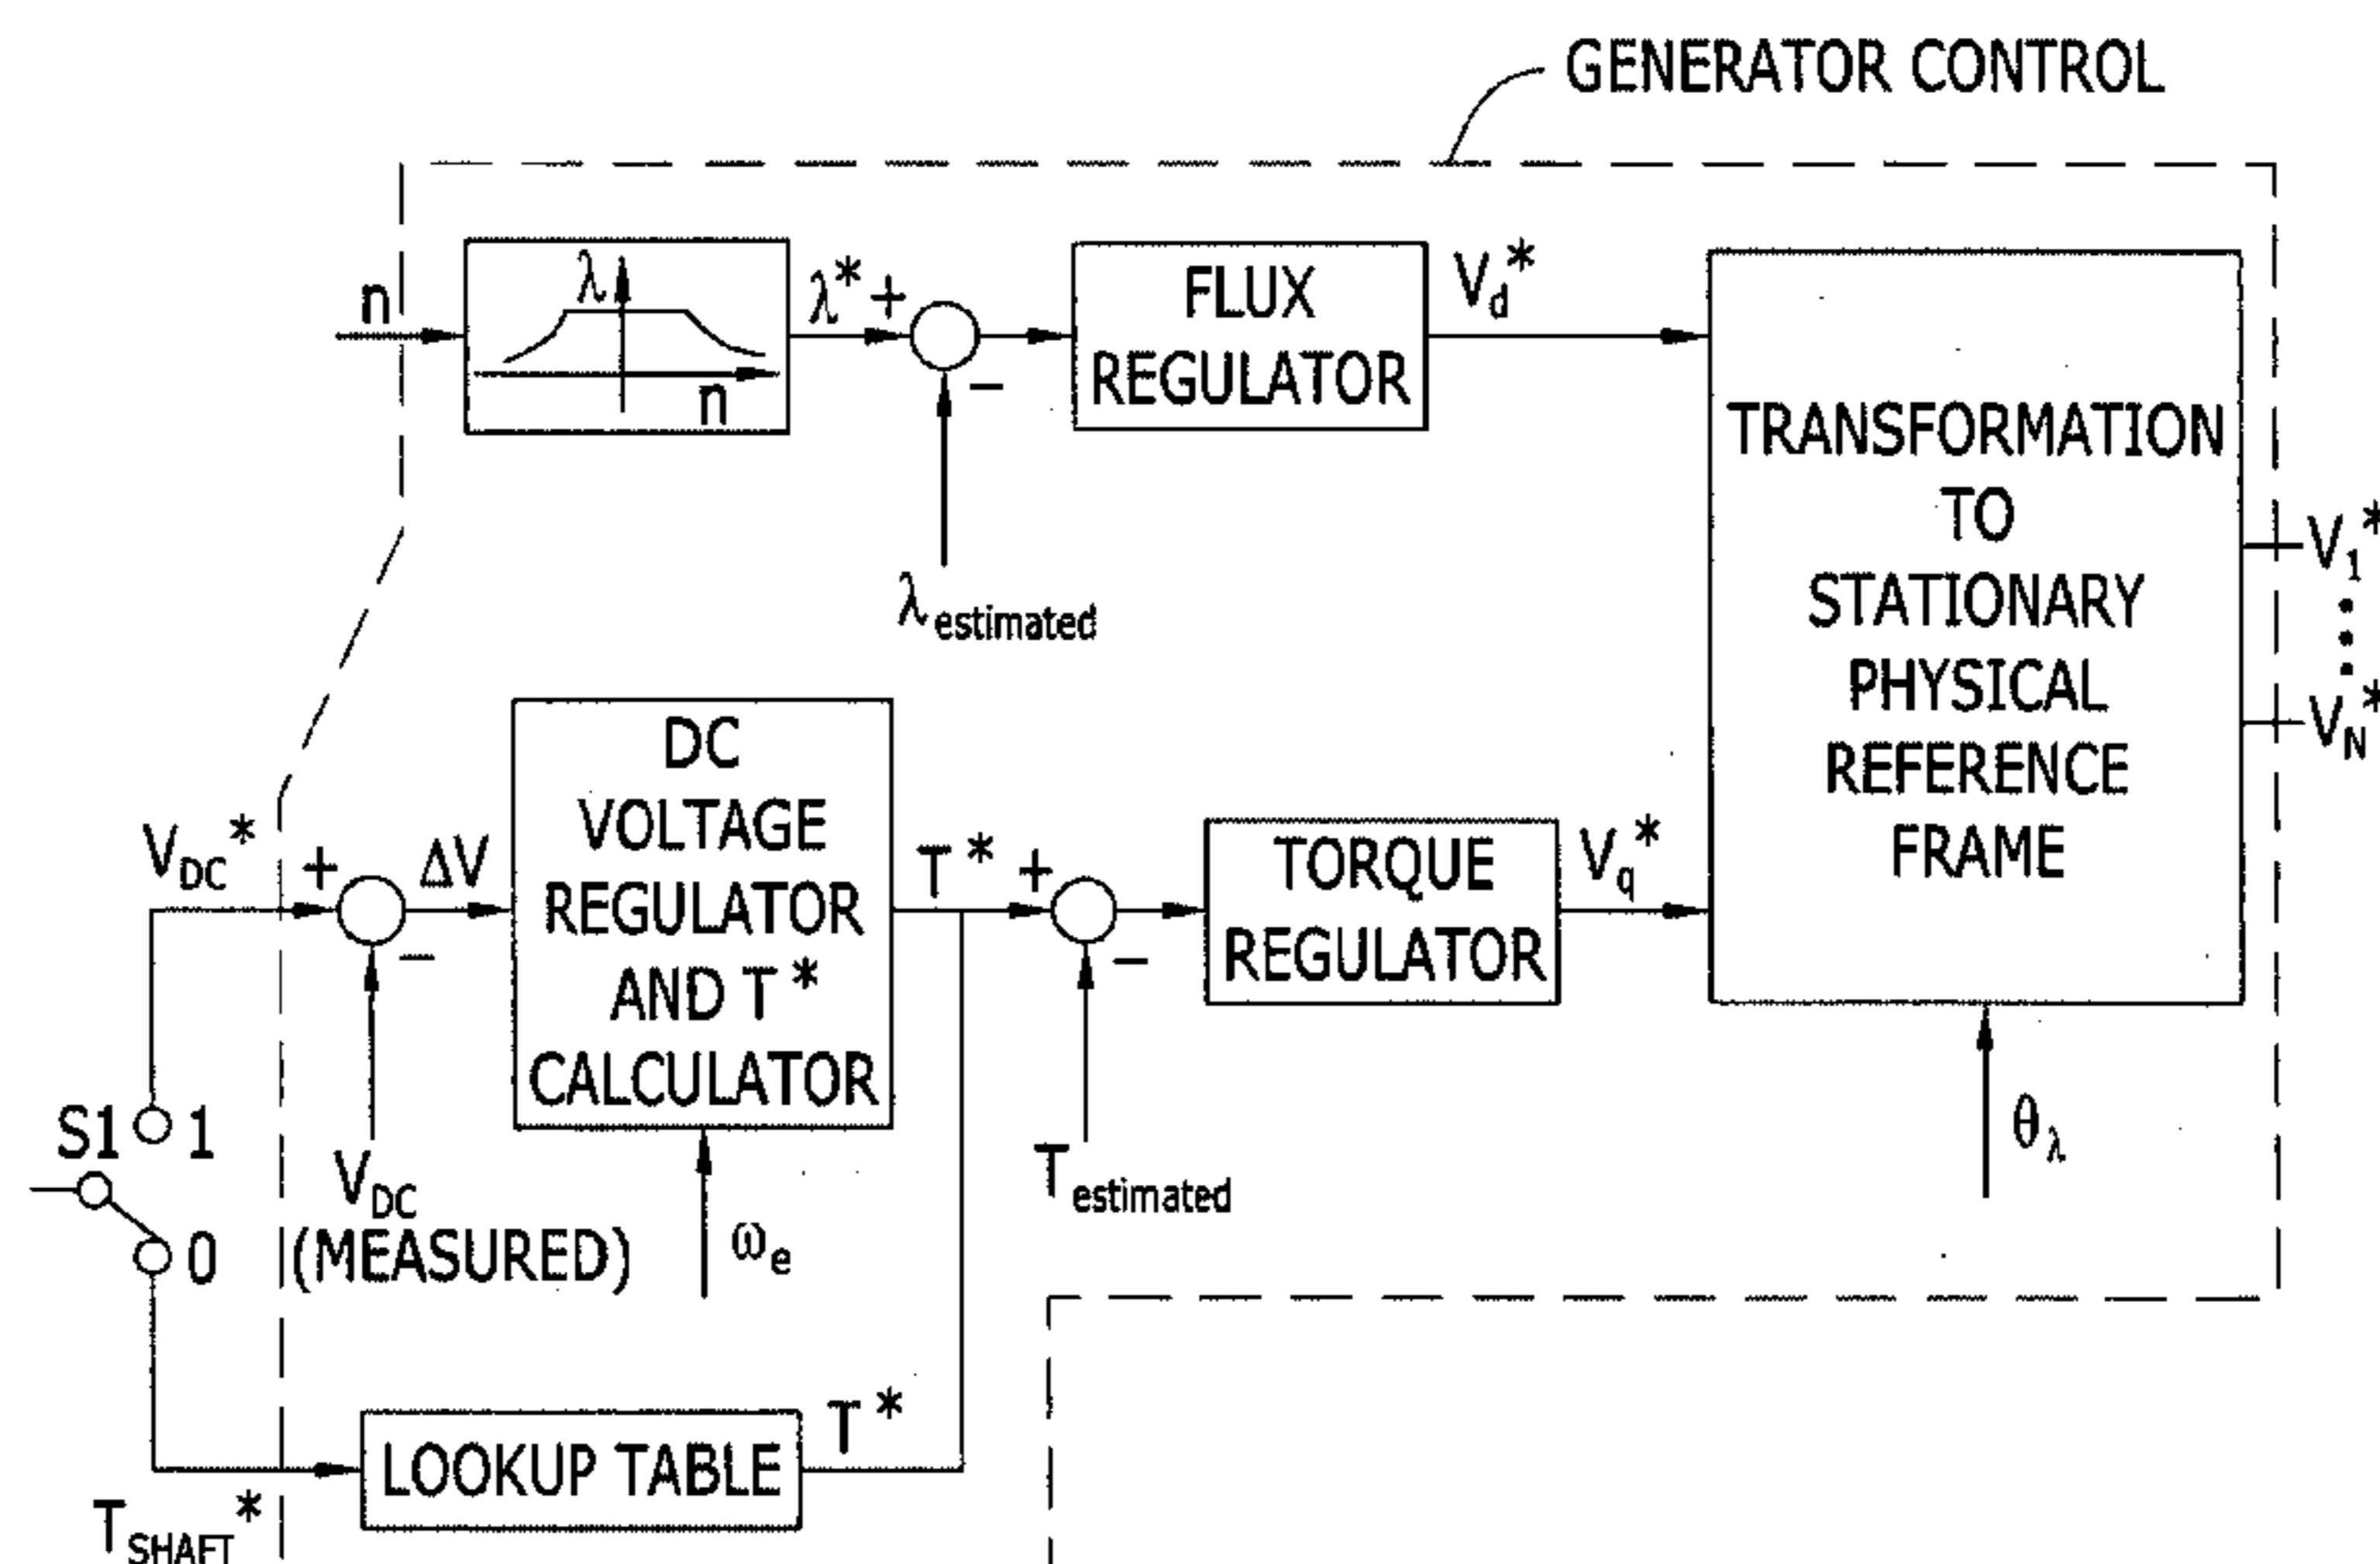 GENERATOR CONTROL
n
λ
n
λ* +
−
λestimated
FLUX
REGULATOR
Vd*
TRANSFORMATION
TO
STATIONARY
PHYSICAL
REFERENCE
FRAME
V1*
VN*
VDC*
+
−
ΔV
VDC
(MEASURED)
DC
VOLTAGE
REGULATOR
AND T*
CALCULATOR
ωe
T* +
−
Testimated
TORQUE
REGULATOR
Vq*
θλ
S1
1
0
TSHAFT*
LOOKUP TABLE
T*